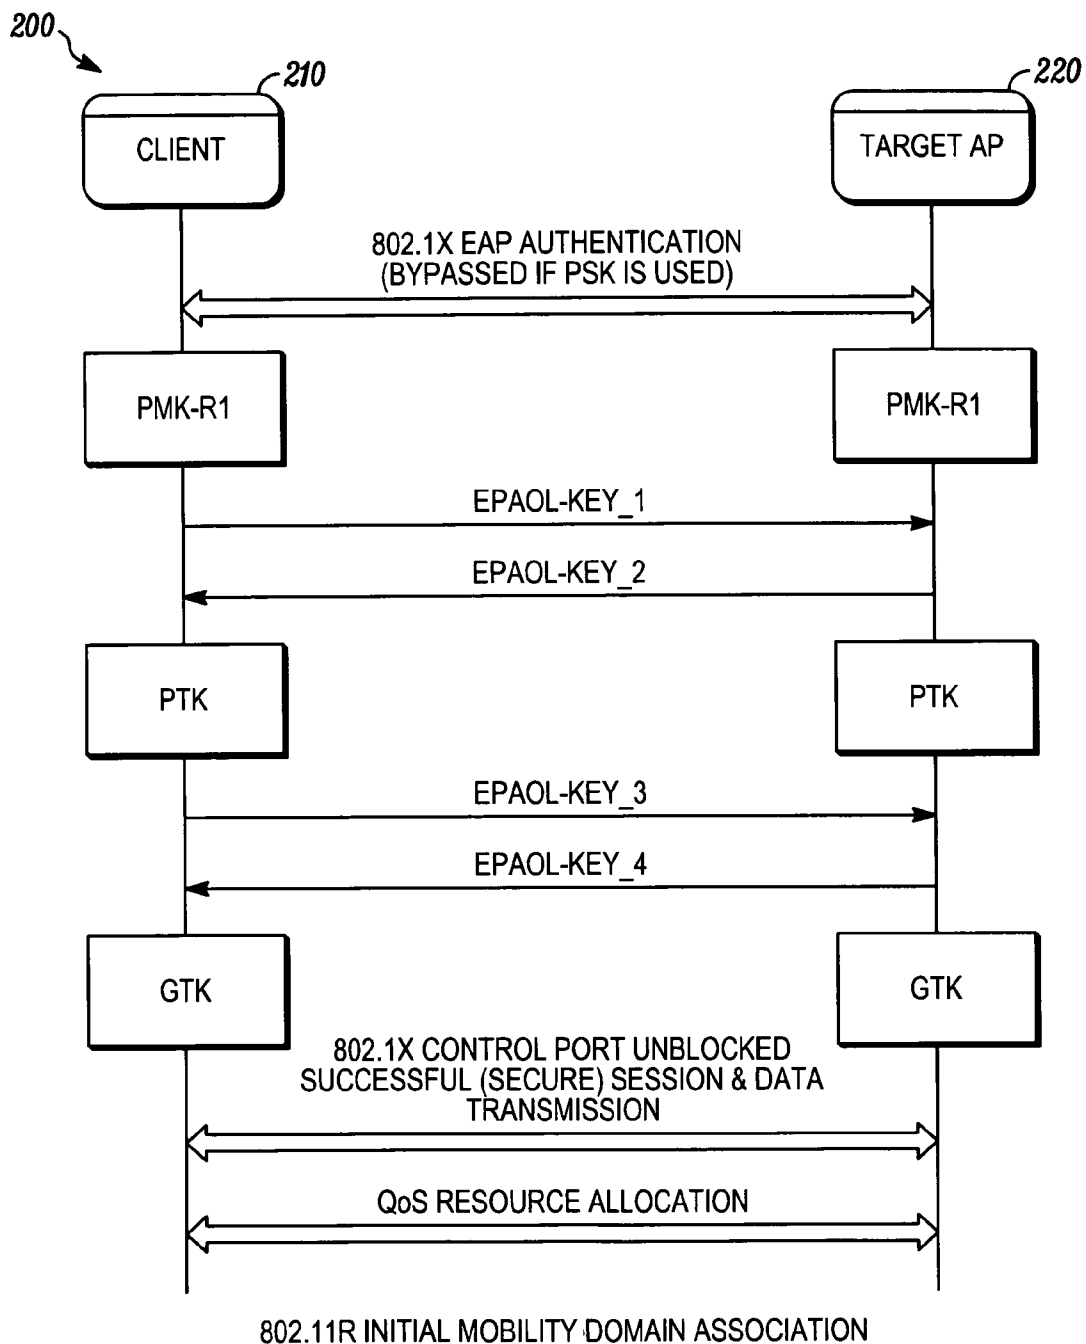 200
210
220
CLIENT
TARGET AP
802.1X EAP AUTHENTICATION
(BYPASSED IF PSK IS USED)
PMK-R1
PMK-R1
EPAOL-KEY_1
EPAOL-KEY_2
PTK
PTK
EPAOL-KEY_3
EPAOL-KEY_4
GTK
GTK
802.1X CONTROL PORT UNBLOCKED
SUCCESSFUL (SECURE) SESSION & DATA
TRANSMISSION
QoS RESOURCE ALLOCATION
802.11R INITIAL MOBILITY DOMAIN ASSOCIATION